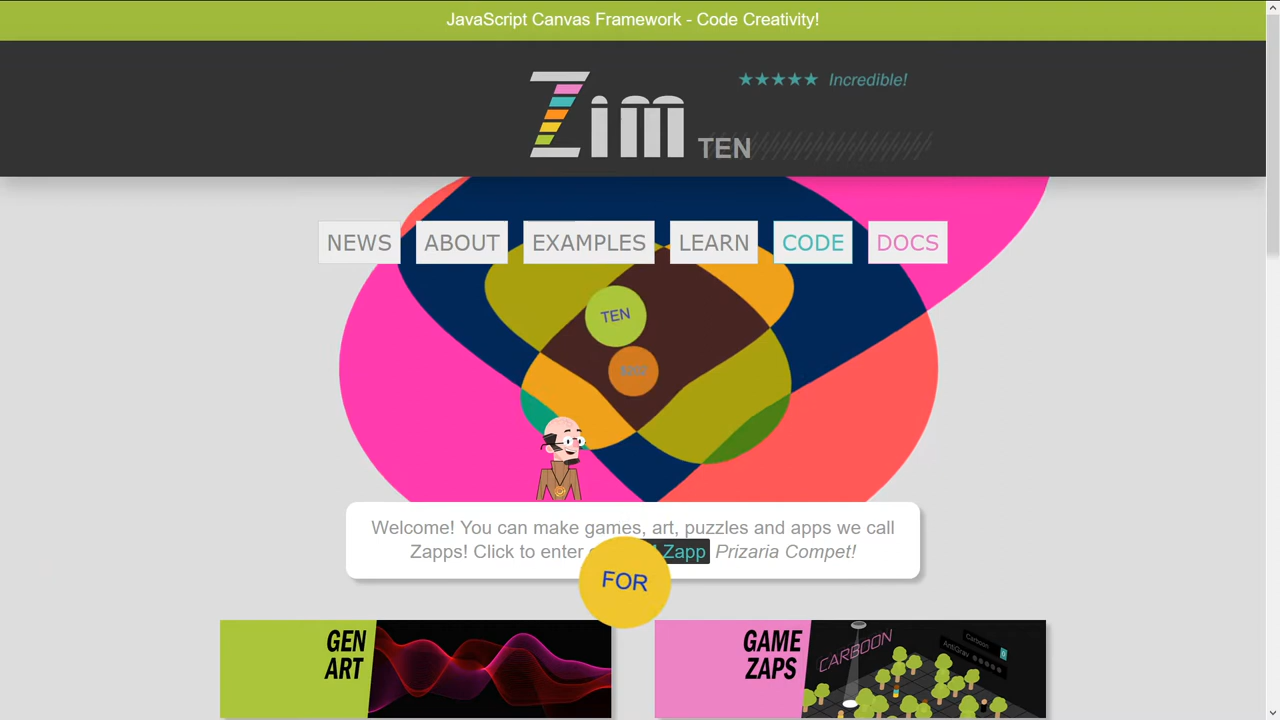 JavaScript Canvas Framework - Code Creativity!
Zim TEN
★★★★★ Incredible!
NEWS ABOUT EXAMPLES LEARN CODE DOCS
TEN
FOR
Welcome! You can make games, art, puzzles and apps we call
Zapps! Click to enter Zapp Prizaria Compet!
GEN
ART
GAME
ZAPS
CARBOON
Carboon
AntiGrav